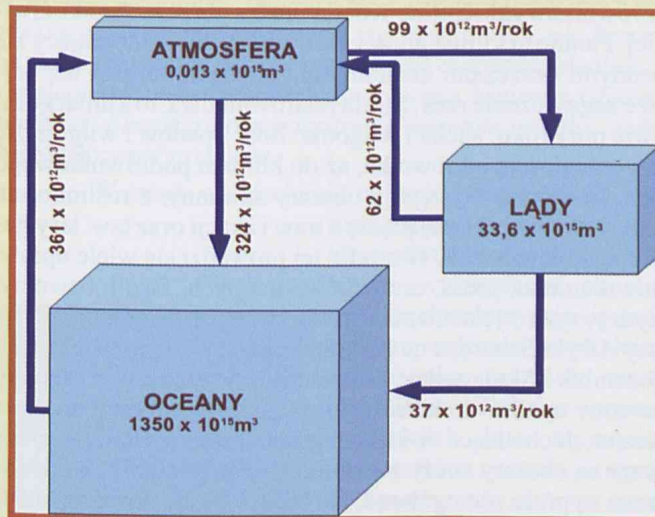 99 x 10¹²m³/rok
ATMOSFERA
0,013 x 10¹⁵m³
361 x 10¹²m³/rok
324 x 10¹²m³/rok
62 x 10¹²m³/rok
LĄDY
33,6 x 10¹⁵m³
OCEANY
1350 x 10¹⁵m³
37 x 10¹²m³/rok